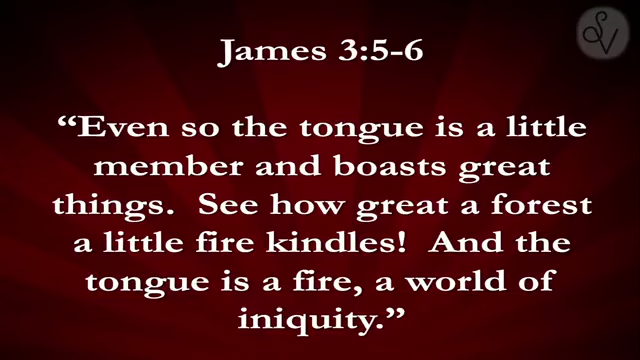 SV
James 3:5-6
“Even so the tongue is a little
member and boasts great
things.  See how great a forest
a little fire kindles!  And the
tongue is a fire, a world of
iniquity.”